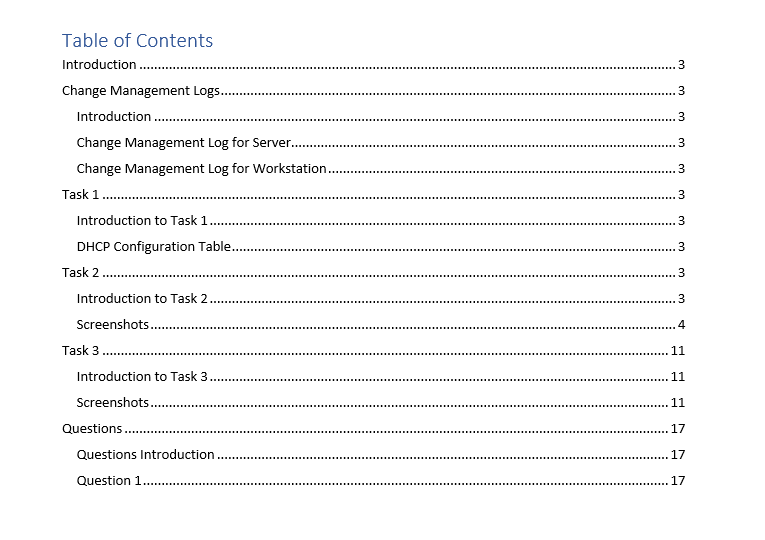 Table of Contents
Introduction ........................................................................................................ 3
Change Management Logs........................................................................................................ 3
Introduction ........................................................................................................ 3
Change Management Log for Server........................................................................................................ 3
Change Management Log for Workstation ........................................................................................................ 3
Task 1 ........................................................................................................ 3
Introduction to Task 1 ........................................................................................................ 3
DHCP Configuration Table........................................................................................................ 3
Task 2 ........................................................................................................ 3
Introduction to Task 2 ........................................................................................................ 3
Screenshots ........................................................................................................ 4
Task 3 ........................................................................................................ 11
Introduction to Task 3 ........................................................................................................ 11
Screenshots ........................................................................................................ 11
Questions ........................................................................................................ 17
Questions Introduction ........................................................................................................ 17
Question 1 ........................................................................................................ 17